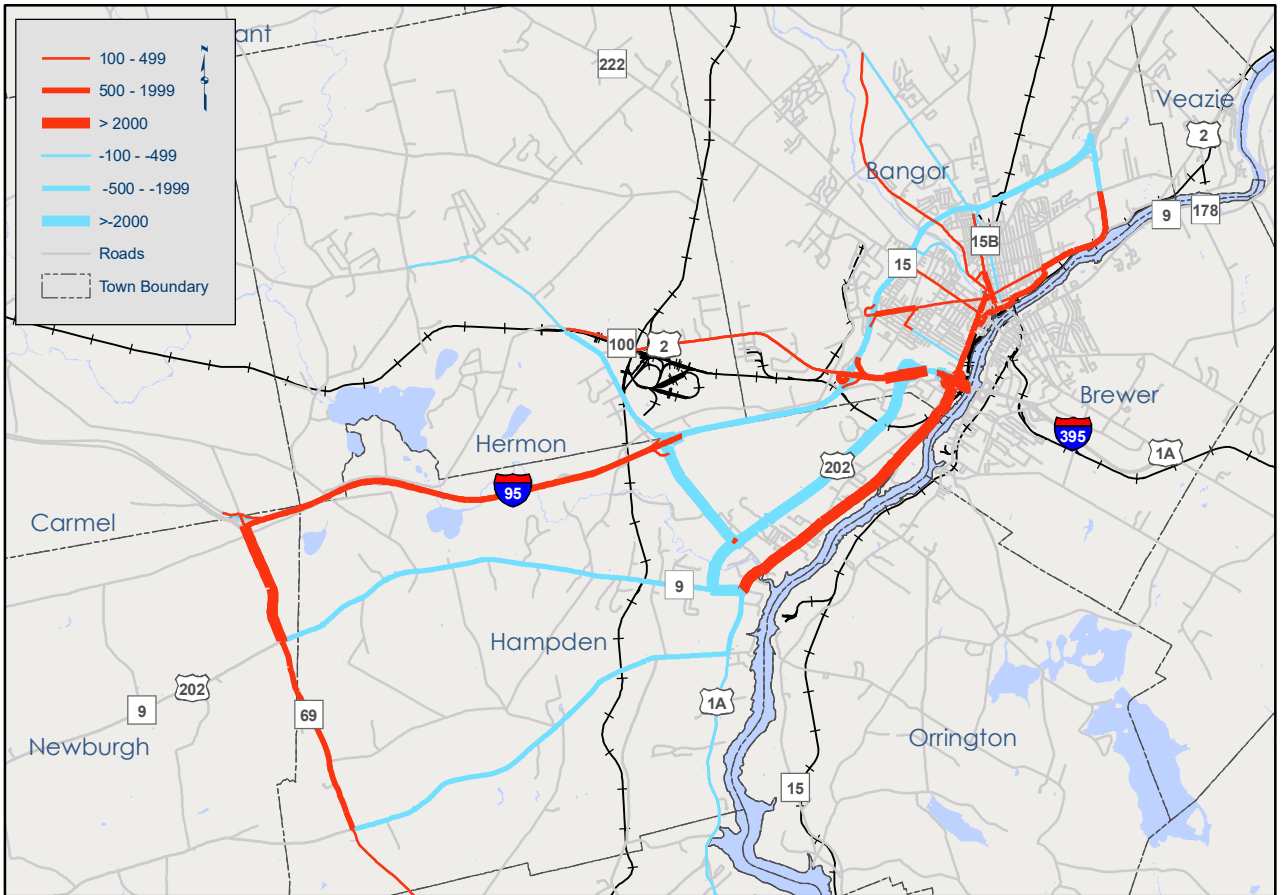 100 - 499
500 - 1999
> 2000
-100 - -499
-500 - -1999
>-2000
Roads
Town Boundary
N
ant
222
Veazie
2
Bangor
9
178
15B
15
100
2
Brewer
395
1A
Hermon
202
95
Carmel
9
Hampden
202
9
69
1A
Newburgh
Orrington
15